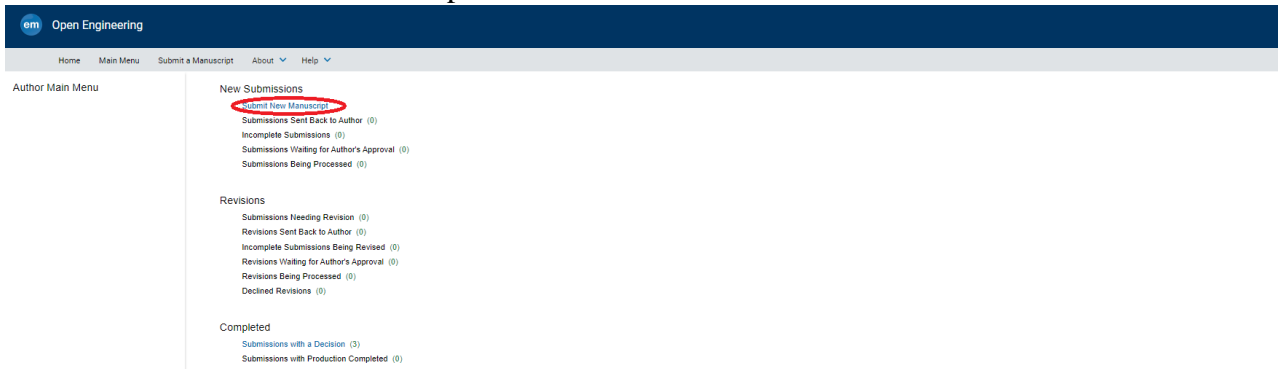 em Open Engineering
Home Main Menu Submit a Manuscript About Help
Author Main Menu
New Submissions
Submit New Manuscript
Submissions Sent Back to Author (0)
Incomplete Submissions (0)
Submissions Waiting for Author's Approval (0)
Submissions Being Processed (0)
Revisions
Submissions Needing Revision (0)
Revisions Sent Back to Author (0)
Incomplete Submissions Being Revised (0)
Revisions Waiting for Author's Approval (0)
Revisions Being Processed (0)
Declined Revisions (0)
Completed
Submissions with a Decision (3)
Submissions with Production Completed (0)